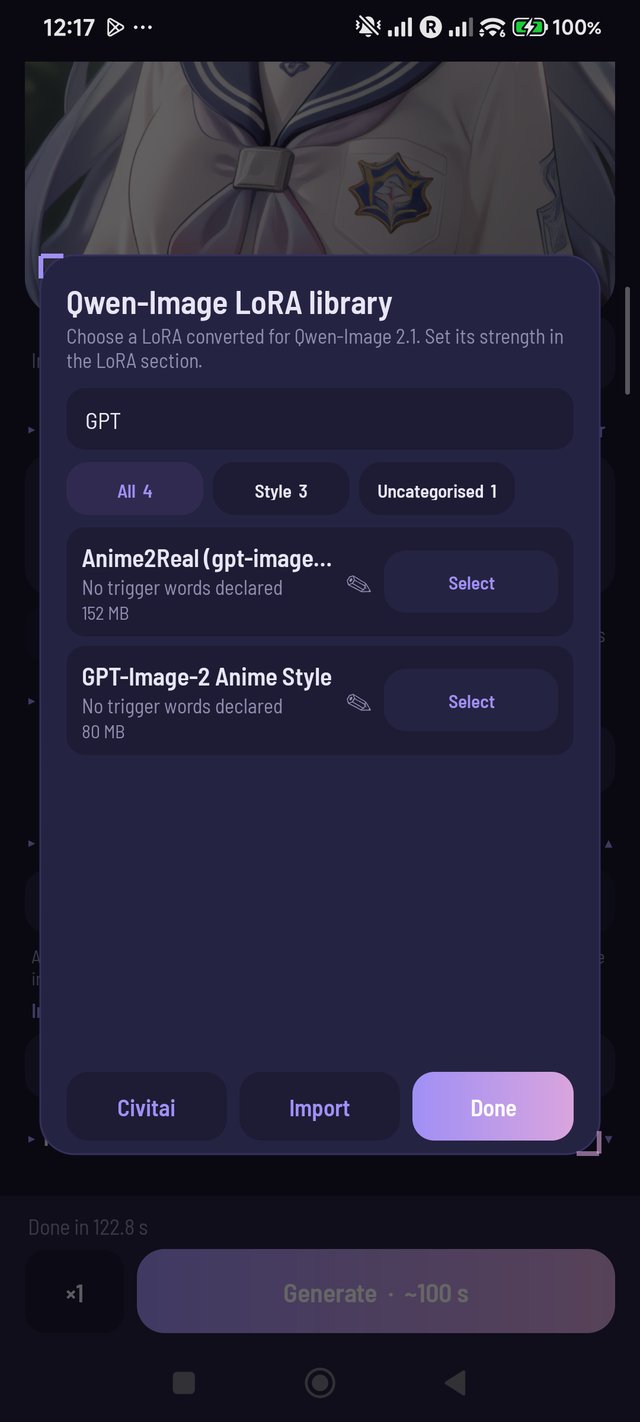 12:17
R
100%
Qwen-Image LoRA library
Choose a LoRA converted for Qwen-Image 2.1. Set its strength in
the LoRA section.
GPT
All 4
Style 3
Uncategorised 1
Anime2Real (gpt-image...
No trigger words declared
152 MB
Select
GPT-Image-2 Anime Style
No trigger words declared
80 MB
Select
Civitai
Import
Done
Done in 122.8 s
×1
Generate · ~100 s